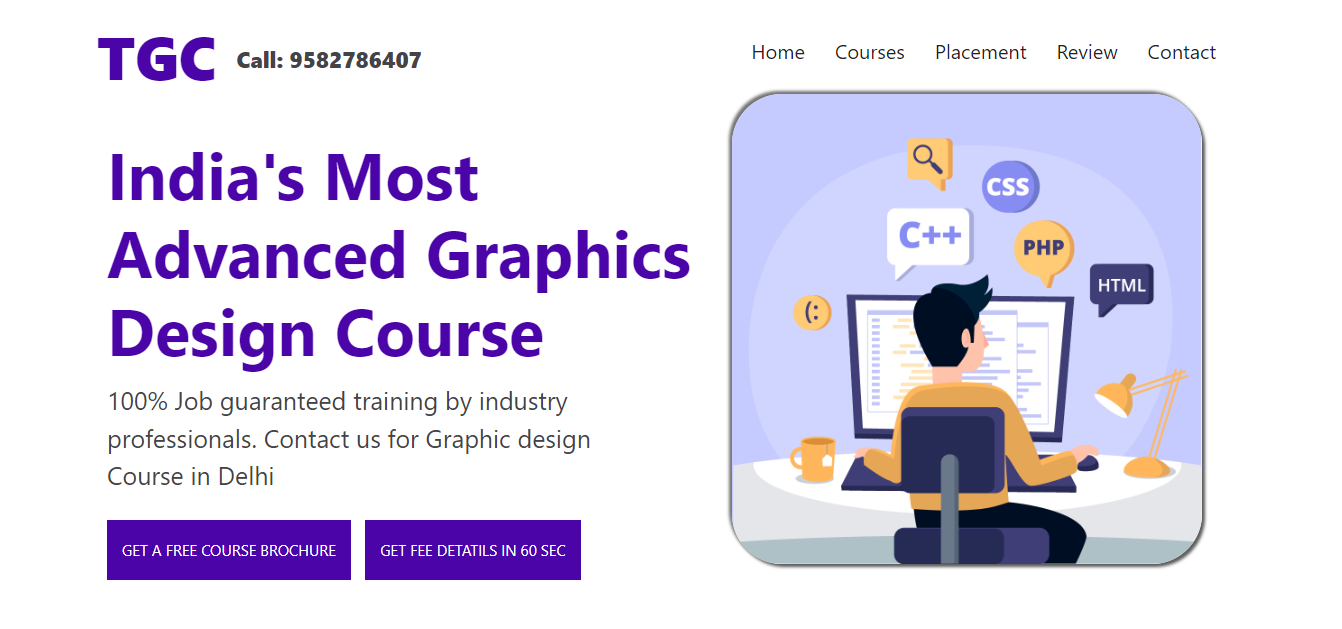 TGC
Call: 9582786407
Home Courses Placement Review Contact
India's Most
Advanced Graphics
Design Course
100% Job guaranteed training by industry
professionals. Contact us for Graphic design
Course in Delhi
GET A FREE COURSE BROCHURE
GET FEE DETATILS IN 60 SEC
CSS
C++
PHP
HTML
(: